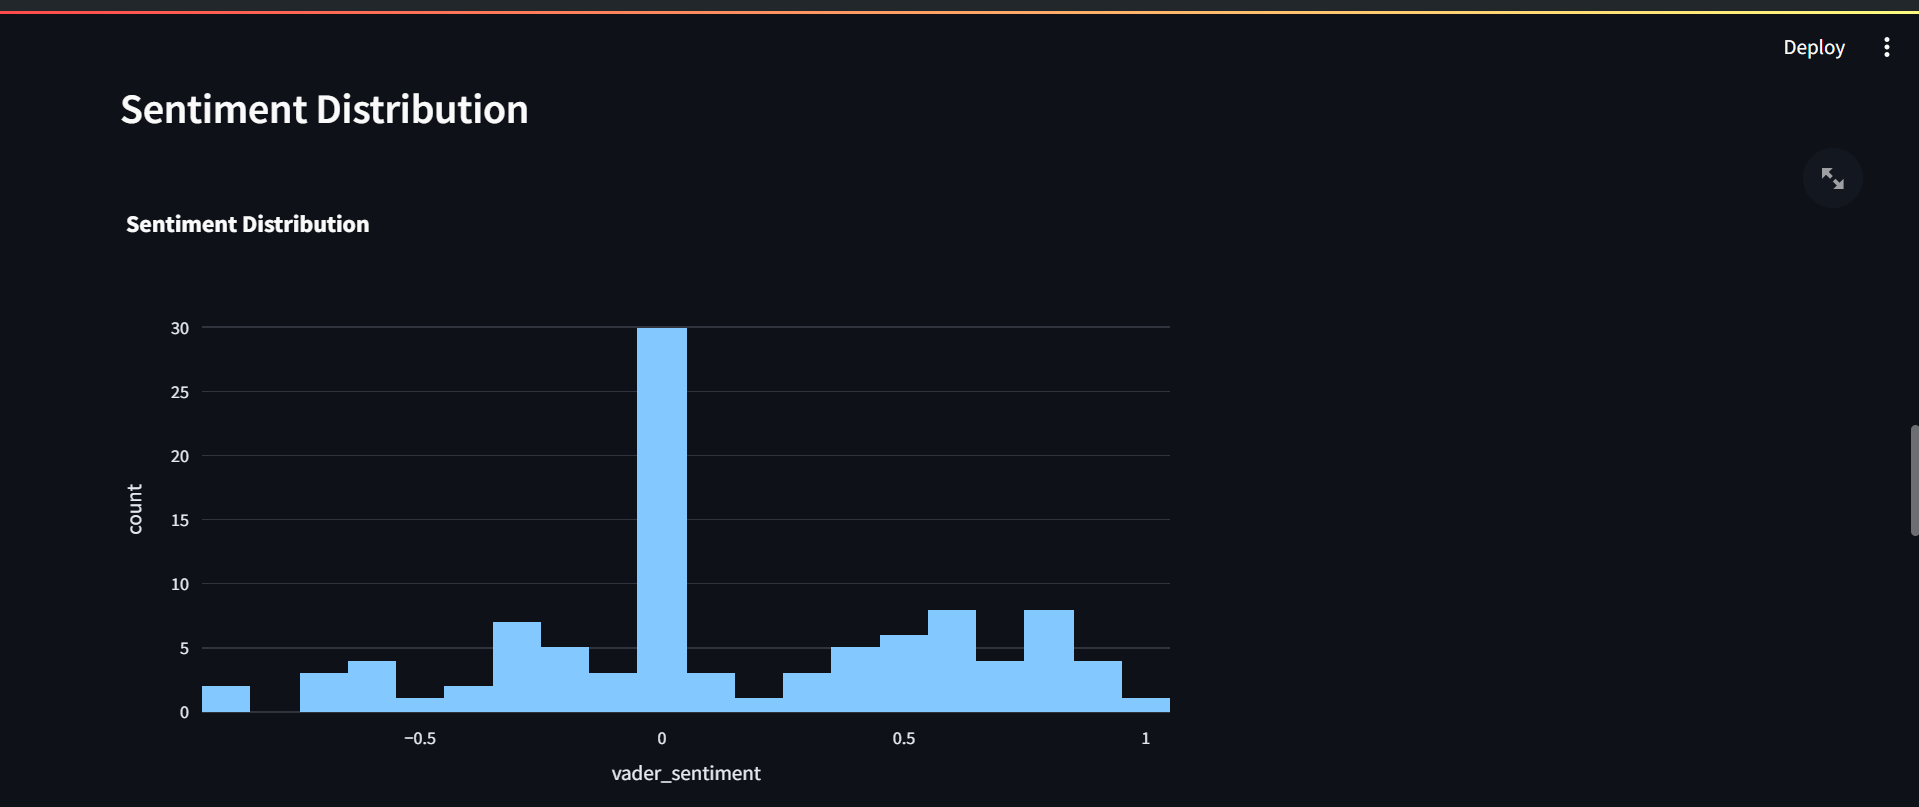 Deploy
Sentiment Distribution
Sentiment Distribution
30
25
20
15
10
5
0
count
−0.5
0
0.5
1
vader_sentiment